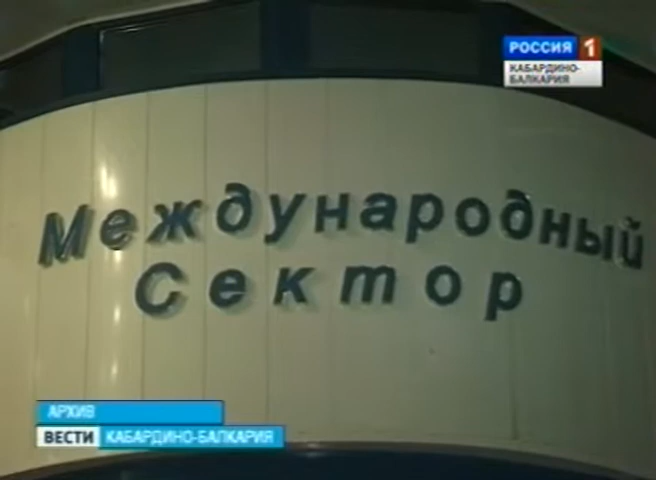 РОССИЯ 1
КАБАРДИНО-
БАЛКАРИЯ
Международный
Сектор
АРХИВ
ВЕСТИ КАБАРДИНО-БАЛКАРИЯ